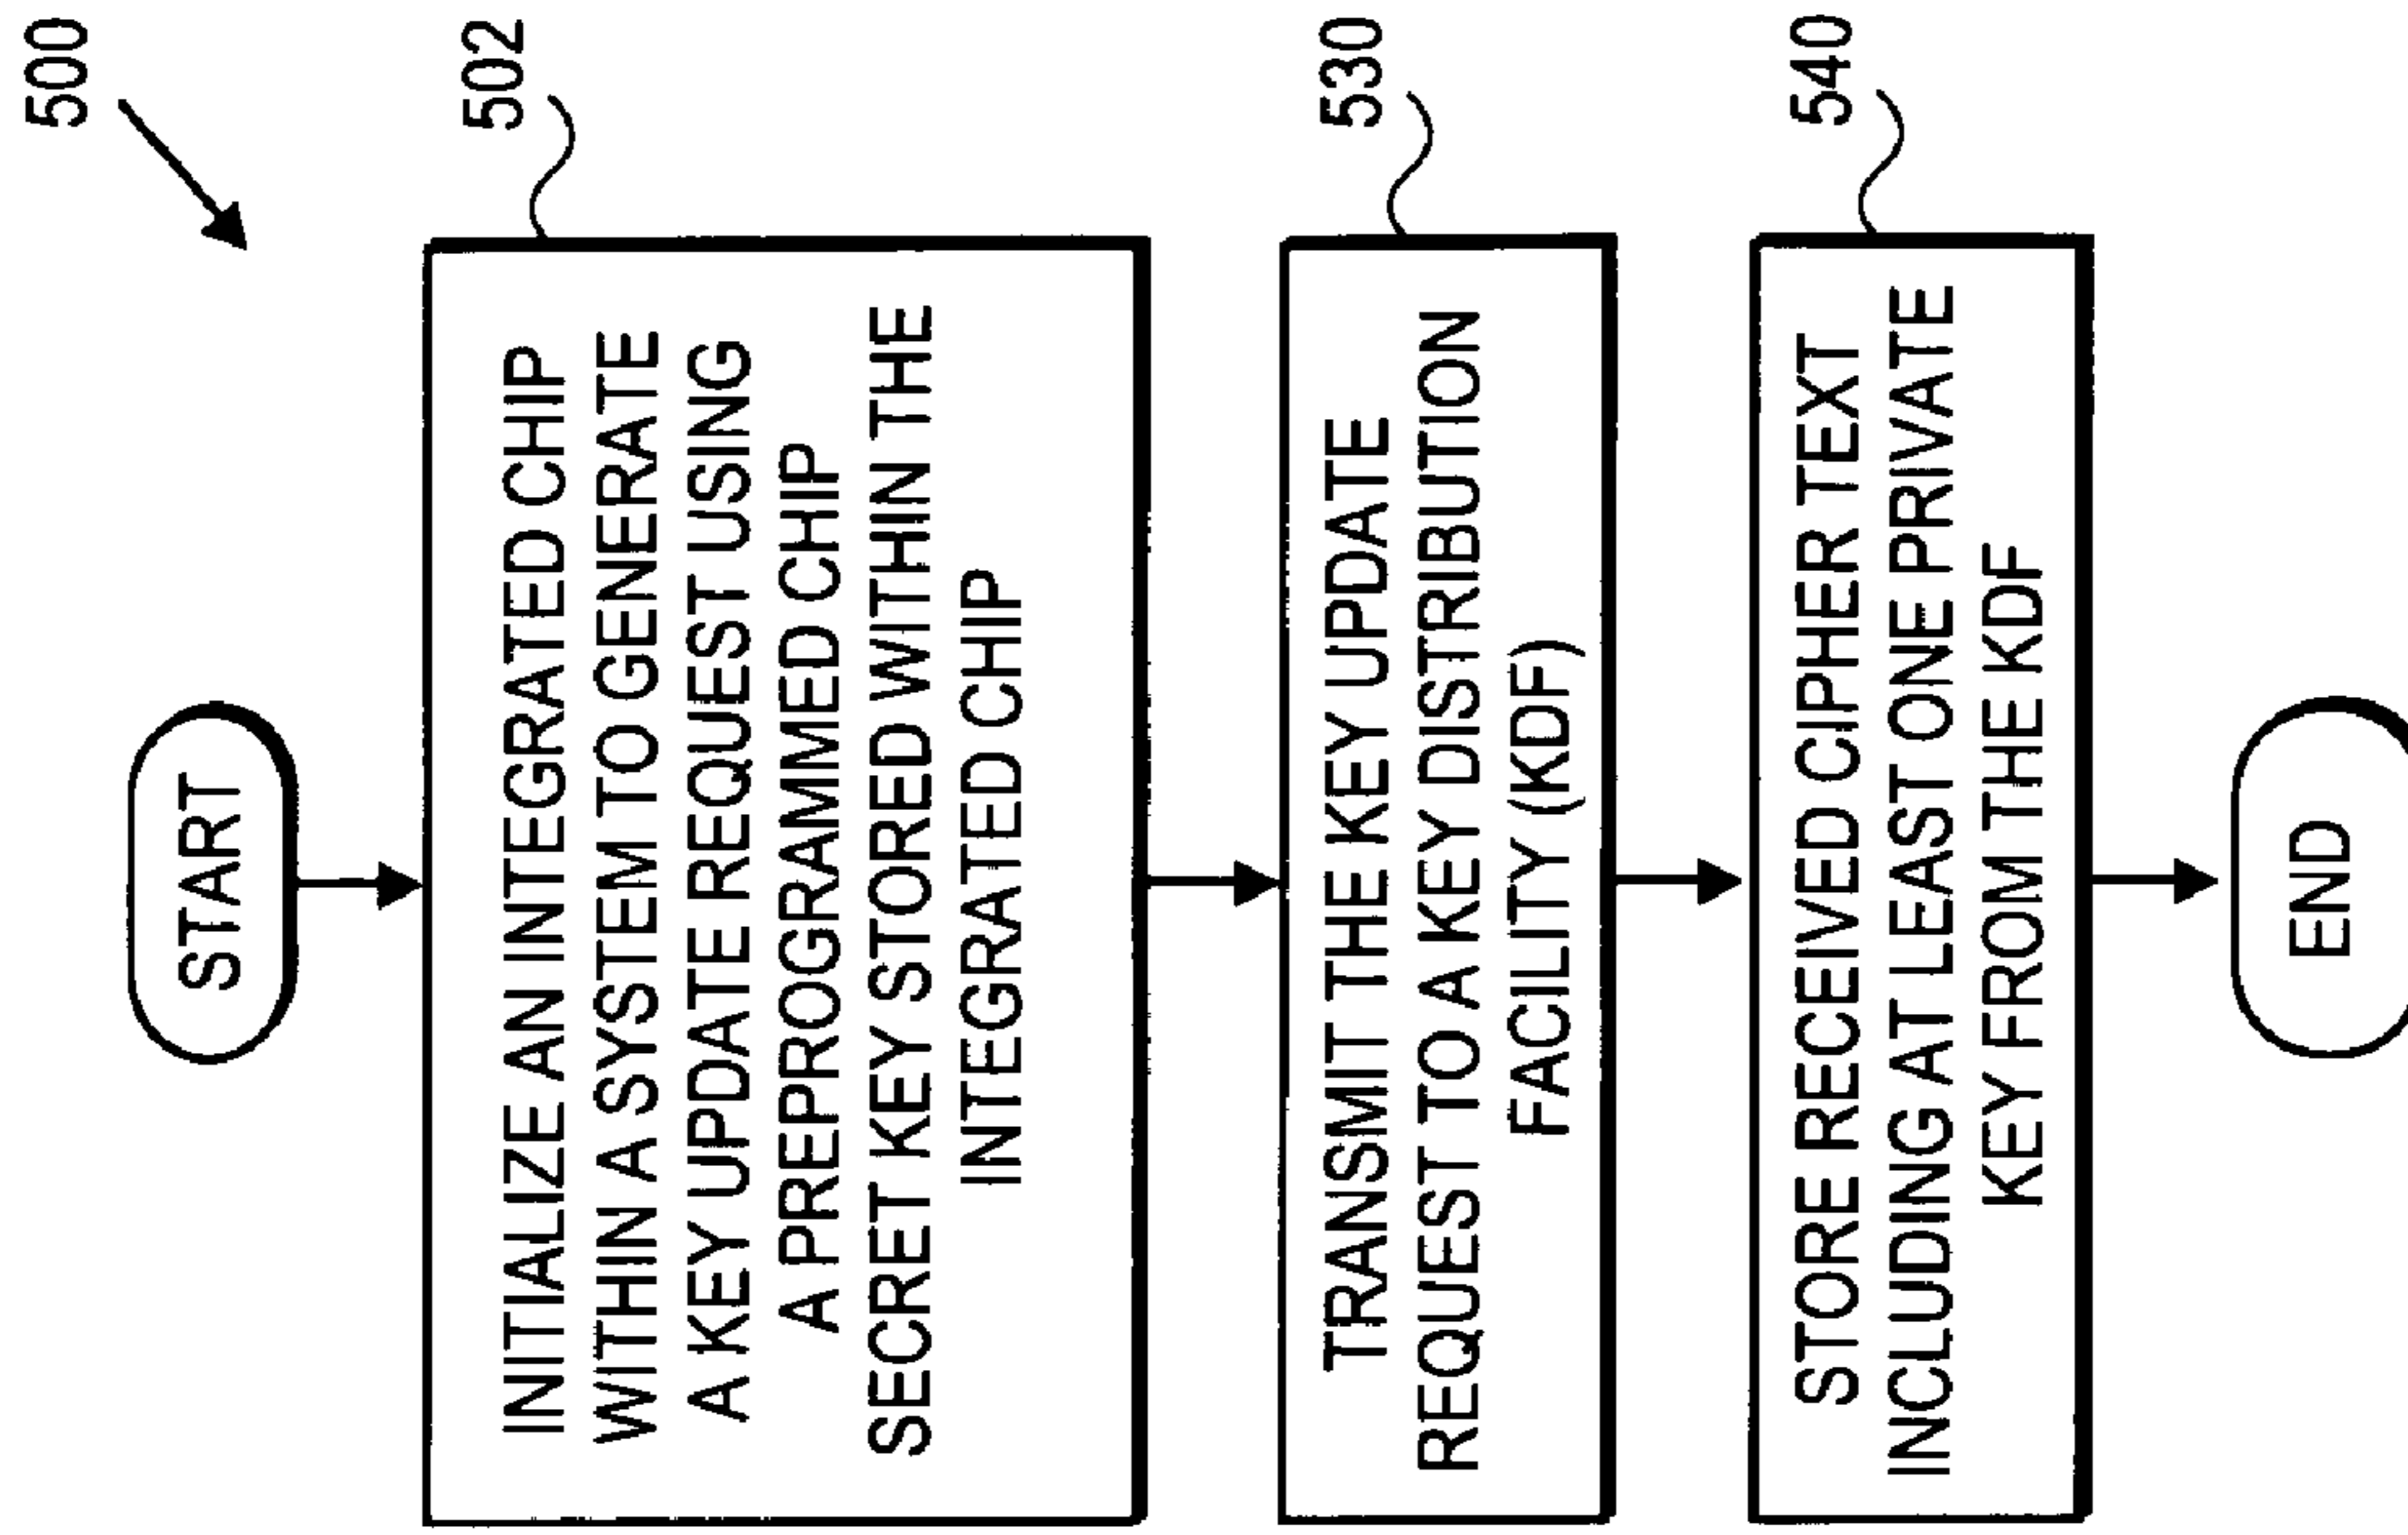 500
START
502
INITIALIZE AN INTEGRATED CHIP
WITHIN A SYSTEM TO GENERATE
A KEY UPDATE REQUEST USING
A PREPROGRAMMED CHIP
SECRET KEY STORED WITHIN THE
INTEGRATED CHIP
530
TRANSMIT THE KEY UPDATE
REQUEST TO A KEY DISTRIBUTION
FACILITY (KDF)
540
STORE RECEIVED CIPHER TEXT
INCLUDING AT LEAST ONE PRIVATE
KEY FROM THE KDF
END